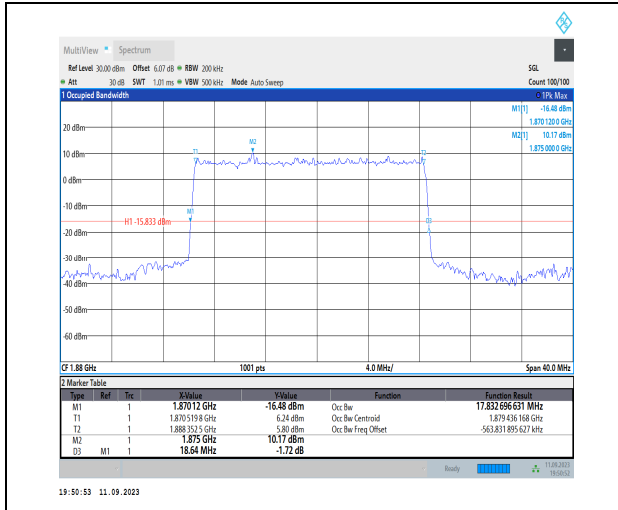 MultiView Spectrum
Ref Level 30.00 dBm Offset 6.07 dB RBW 200 kHz SGL
Att 30 dB SWT 1.01 ms VBW 500 kHz Mode Auto Sweep Count 100/100
1 Occupied Bandwidth 1Pk Max
M1[1] -16.48 dBm
1.870 120 0 GHz
M2[1] 10.17 dBm
1.875 000 0 GHz
20 dBm
M2
T1
T2
10 dBm
0 dBm
-10 dBm
M1
H1 -15.833 dBm
D3
-20 dBm
-30 dBm
-40 dBm
-50 dBm
-60 dBm
CF 1.88 GHz 1001 pts 4.0 MHz/ Span 40.0 MHz
2 Marker Table
Type Ref Trc X-Value Y-Value Function Function Result
M1 1 1.87012 GHz -16.48 dBm Occ Bw 17.832 696 631 MHz
T1 1 1.870 519 8 GHz 6.24 dBm Occ Bw Centroid 1.879 436 168 GHz
T2 1 1.888 352 5 GHz 5.80 dBm Occ Bw Freq Offset -563.831 895 627 kHz
M2 1 1.875 GHz 10.17 dBm
D3 M1 1 18.64 MHz -1.72 dB
Ready 11.09.2023
19:50:52
19:50:53 11.09.2023